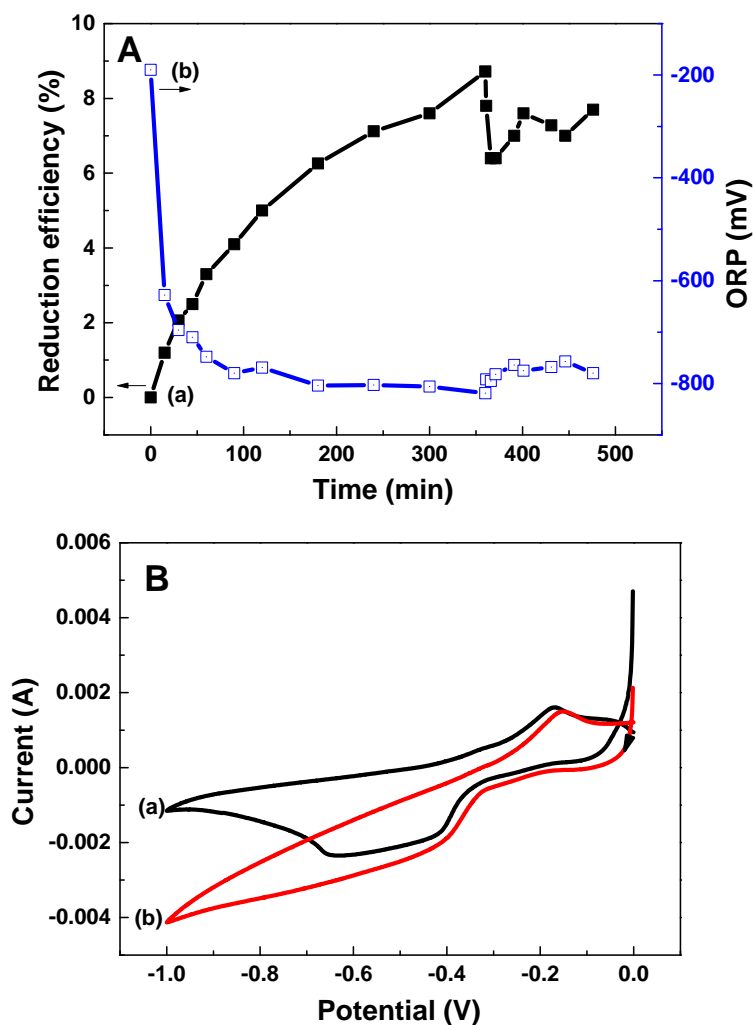 A
Reduction efficiency (%)
10
8
6
4
2
0
(b)
(a)
-200
-400
-600
-800
ORP (mV)
0 100 200 300 400 500
Time (min)
B
Current (A)
0.006
0.004
0.002
0.000
-0.002
-0.004
(a)
(b)
-1.0 -0.8 -0.6 -0.4 -0.2 0.0
Potential (V)